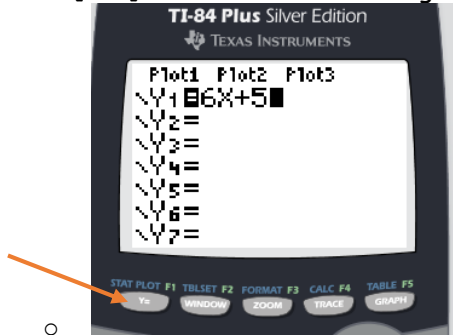 TI-84 Plus Silver Edition
TEXAS INSTRUMENTS
Plot1 Plot2 Plot3
\Y1=6X+5
\Y2=
\Y3=
\Y4=
\Y5=
\Y6=
\Y7=
STAT PLOT F1 TBLSET F2 FORMAT F3 CALC F4 TABLE F5
Y= WINDOW ZOOM TRACE GRAPH